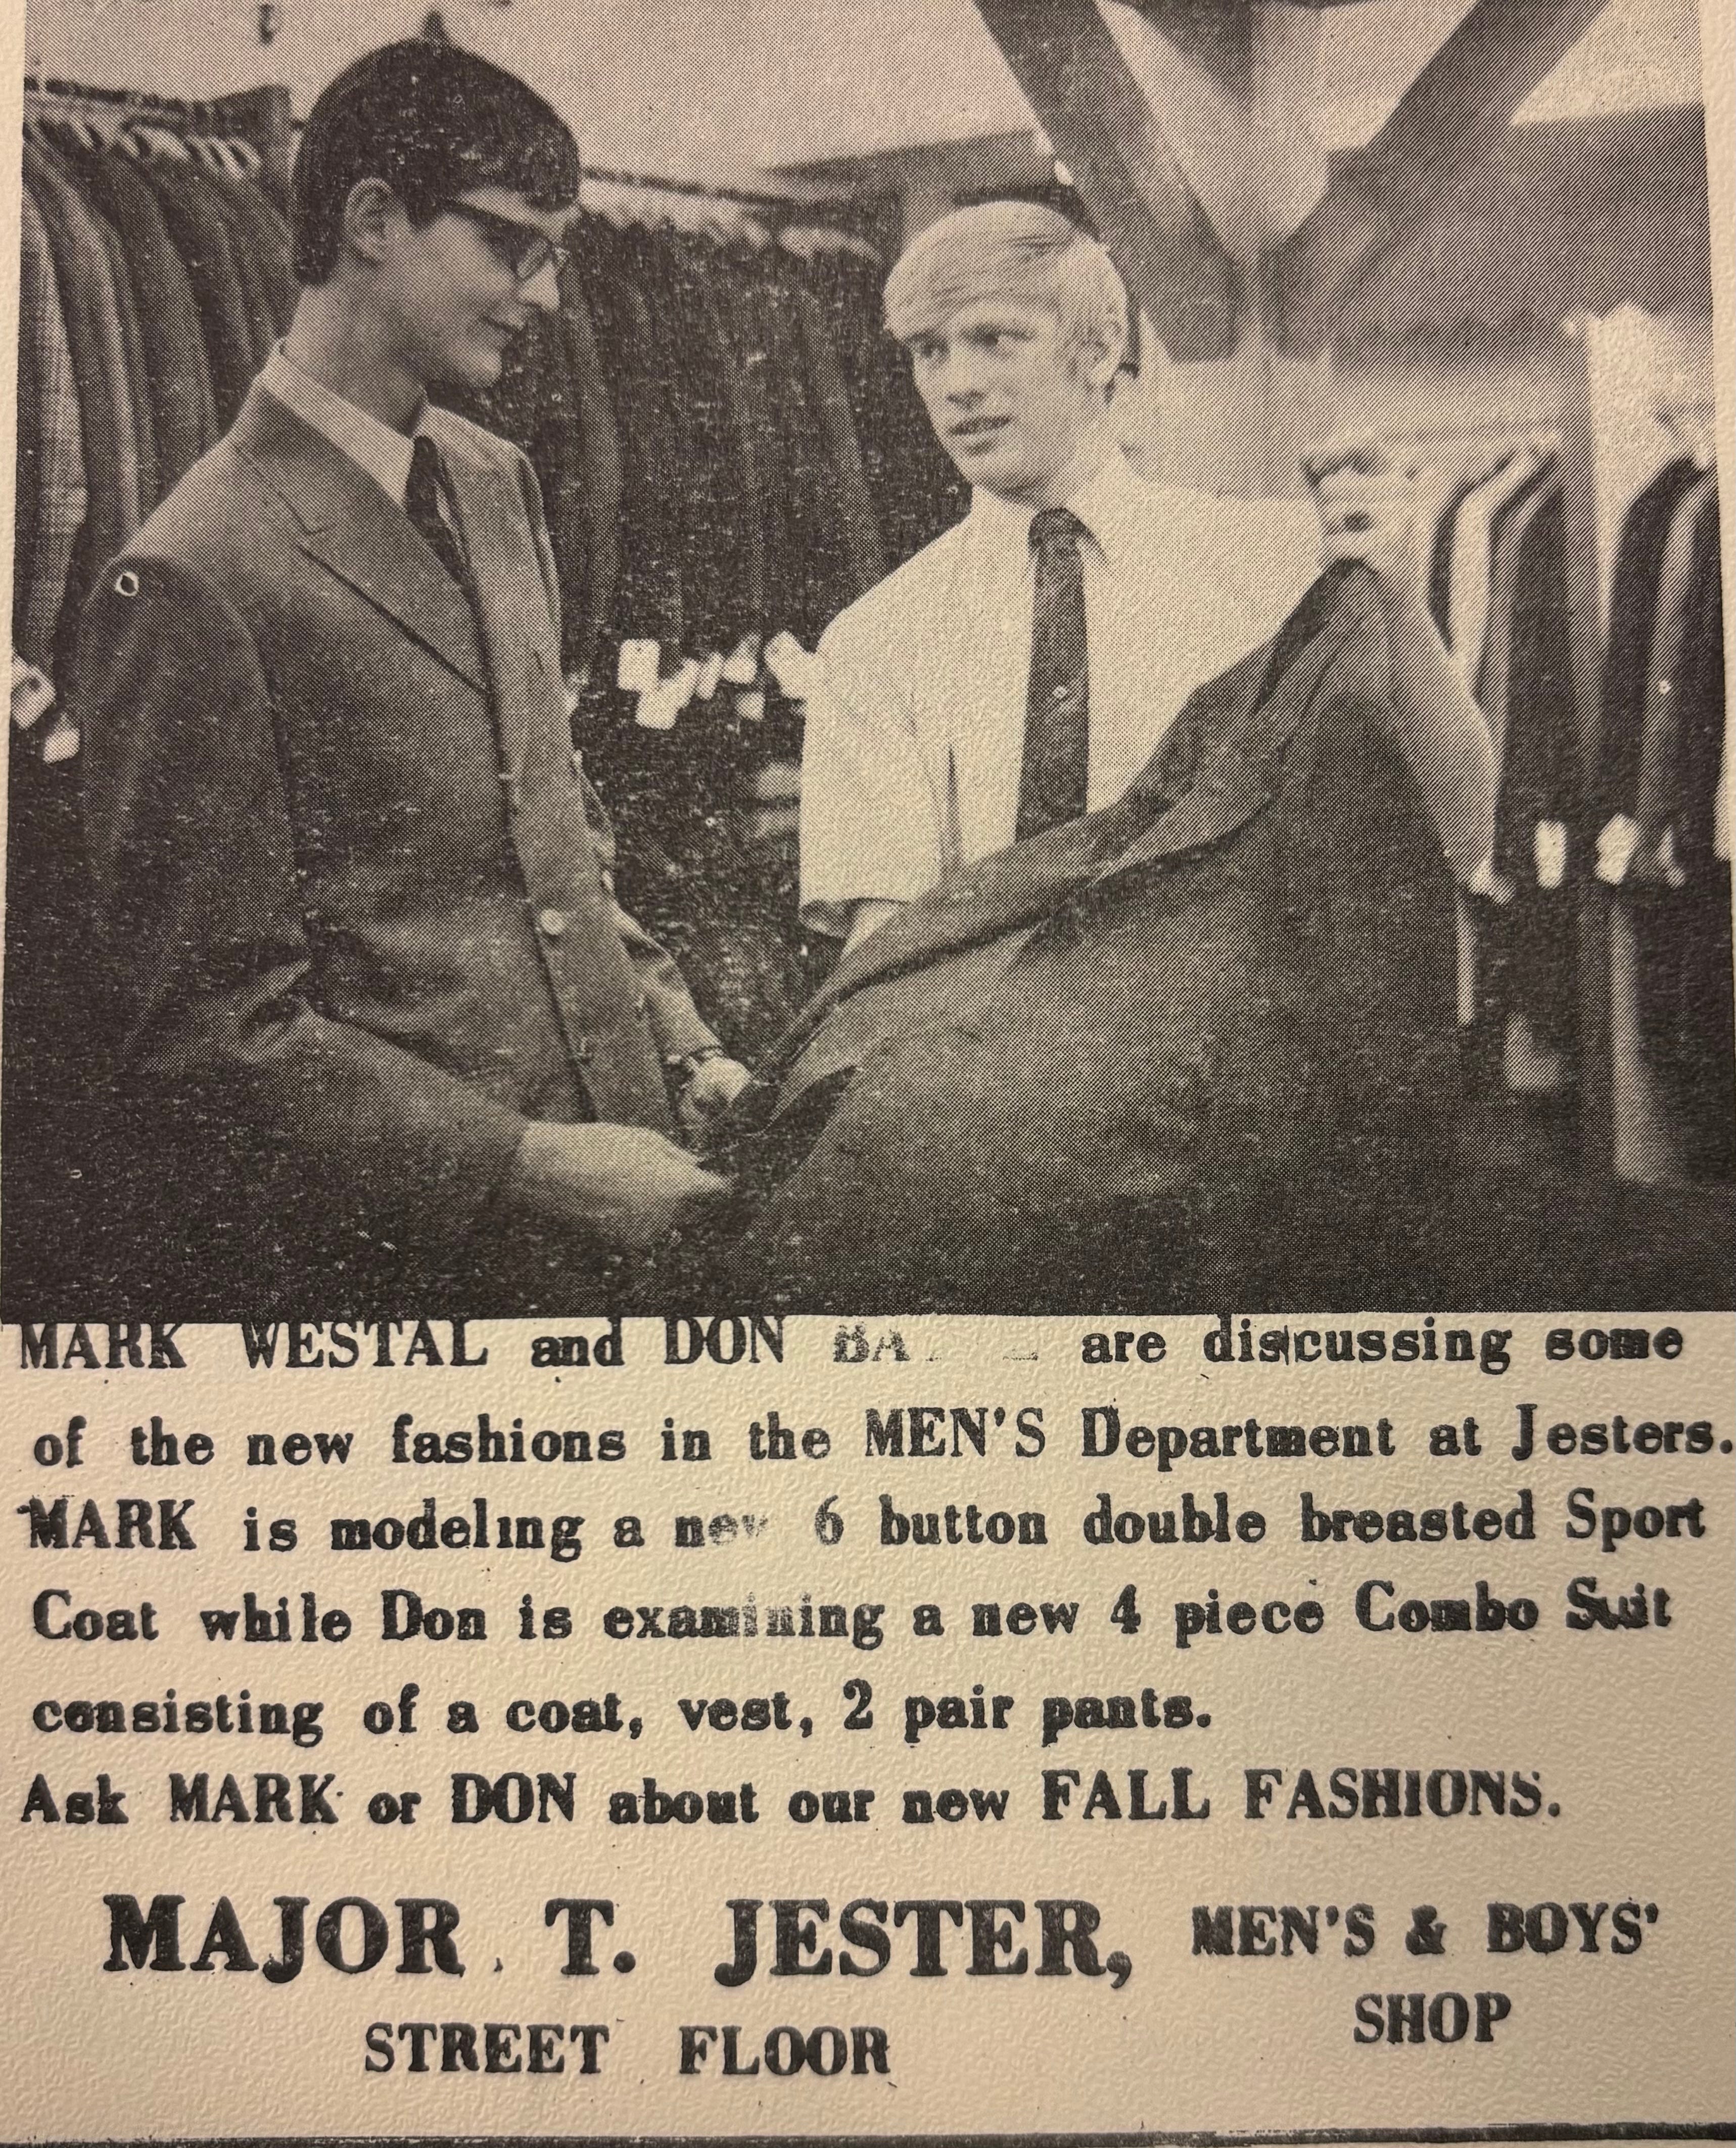 MARK WESTAL and DON are discussing some
of the new fashions in the MEN'S Department at Jesters.
MARK is modeling a new 6 button double breasted Sport
Coat while Don is examining a new 4 piece Combo Suit
consisting of a coat, vest, 2 pair pants.
Ask MARK or DON about our new FALL FASHIONS.
MAJOR T. JESTER, MEN'S & BOYS'
SHOP
STREET FLOOR